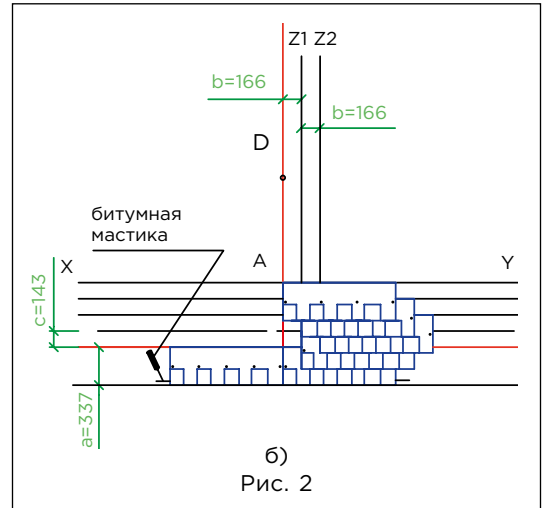 Z1 Z2
b=166
b=166
D
битумная
мастика
X
A
Y
c=143
a=337
б)
Рис. 2